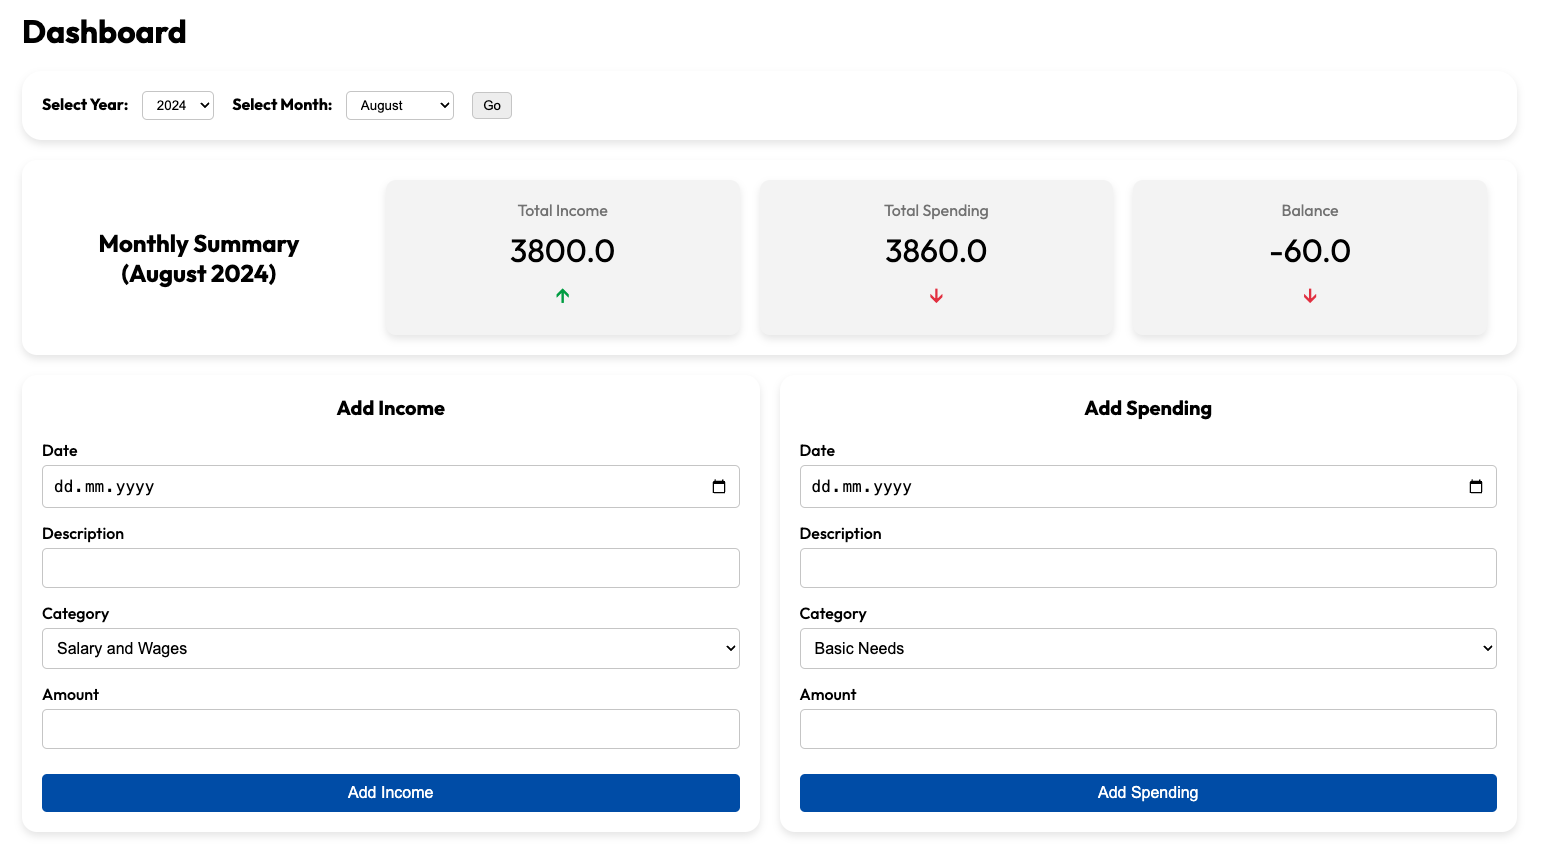 Dashboard
Select Year: 2024 Select Month: August Go
Monthly Summary
(August 2024)
Total Income
3800.0
Total Spending
3860.0
Balance
-60.0
Add Income
Date
dd.mm.yyyy
Description
Category
Salary and Wages
Amount
Add Income
Add Spending
Date
dd.mm.yyyy
Description
Category
Basic Needs
Amount
Add Spending